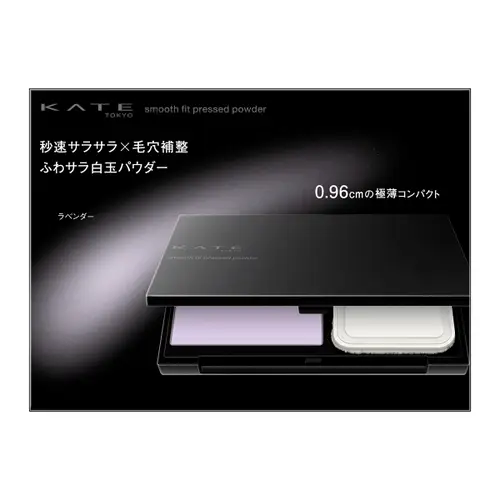 KATE
TOKYO
smooth fit pressed powder
秒速サラサラ×毛穴補整
ふわサラ白玉パウダー
0.96cmの極薄コンパクト
ラベンダー
KATE
TOKYO
smooth fit pressed powder